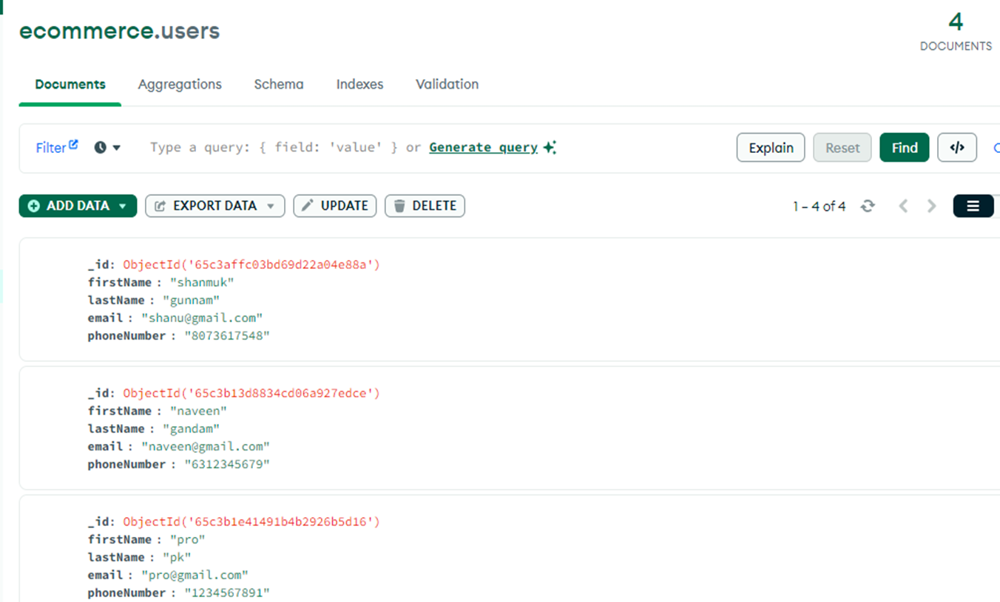 ecommerce.users
4
DOCUMENTS
Documents Aggregations Schema Indexes Validation
Filter Type a query: { field: 'value' } or Generate query Explain Reset Find </>
ADD DATA EXPORT DATA UPDATE DELETE 1 – 4 of 4
_id: ObjectId('65c3affc03bd69d22a04e88a')
firstName : "shanmuk"
lastName : "gunnam"
email : "shanu@gmail.com"
phoneNumber : "8073617548"
_id: ObjectId('65c3b13d8834cd06a927edce')
firstName : "naveen"
lastName : "gandam"
email : "naveen@gmail.com"
phoneNumber : "6312345679"
_id: ObjectId('65c3b1e41491b4b2926b5d16')
firstName : "pro"
lastName : "pk"
email : "pro@gmail.com"
phoneNumber : "1234567891"